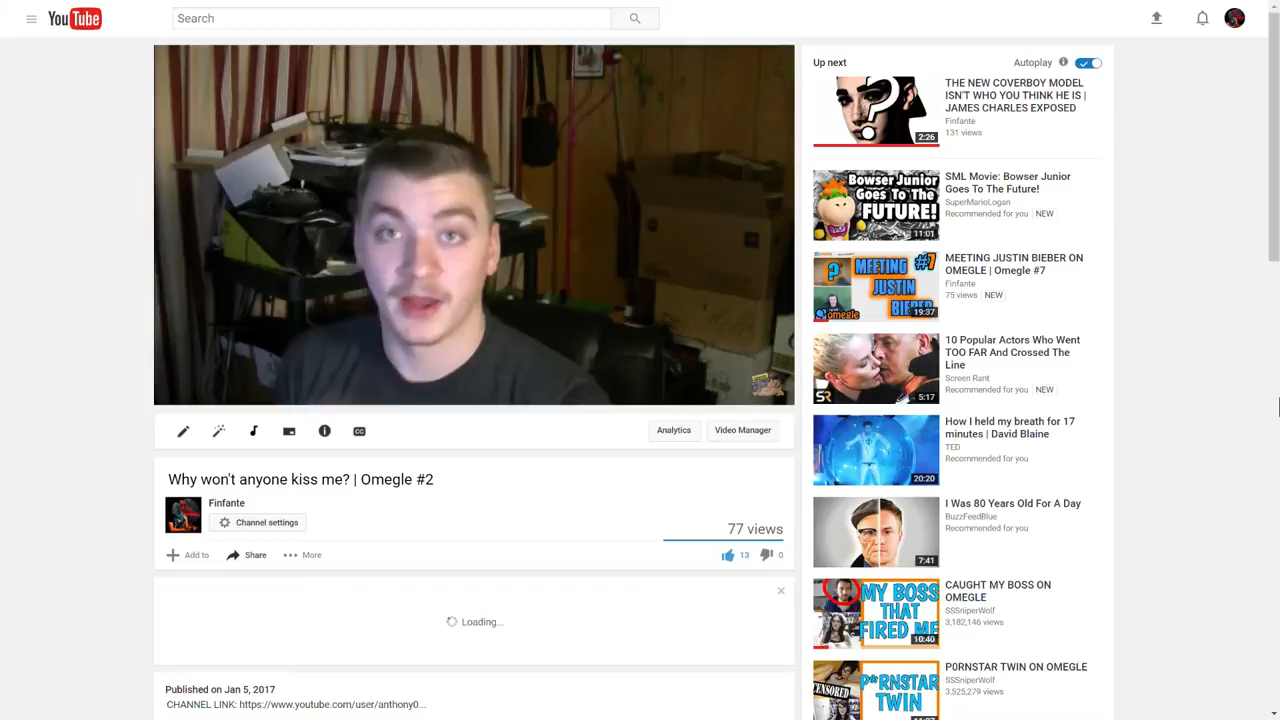 YouTube
Search
Up next
Autoplay
THE NEW COVERBOY MODEL
ISN'T WHO YOU THINK HE IS |
JAMES CHARLES EXPOSED
Finfante
131 views
?
2:26
SML Movie: Bowser Junior
Goes To The Future!
SuperMarioLogan
Recommended for you NEW
Bowser Junior
Goes To The
FUTURE!
11:01
MEETING JUSTIN BIEBER ON
OMEGLE | Omegle #7
Finfante
75 views NEW
?
MEETING
#7
JUSTIN
omegle
19:37
10 Popular Actors Who Went
TOO FAR And Crossed The
Line
Screen Rant
Recommended for you NEW
SR
5:17
How I held my breath for 17
minutes | David Blaine
TED
Recommended for you
20:20
I Was 80 Years Old For A Day
BuzzFeedBlue
Recommended for you
7:41
CAUGHT MY BOSS ON
OMEGLE
SSSniperWolf
3,182,146 views
MY BOSS
THAT
FIRED ME
10:40
P0RNSTAR TWIN ON OMEGLE
SSSniperWolf
3,525,279 views
CENSORED
P*RNSTAR
TWIN
CC
Analytics
Video Manager
Why won't anyone kiss me? | Omegle #2
Finfante
Channel settings
77 views
Add to
Share
More
13
0
Loading...
Published on Jan 5, 2017
CHANNEL LINK: https://www.youtube.com/user/anthony0...